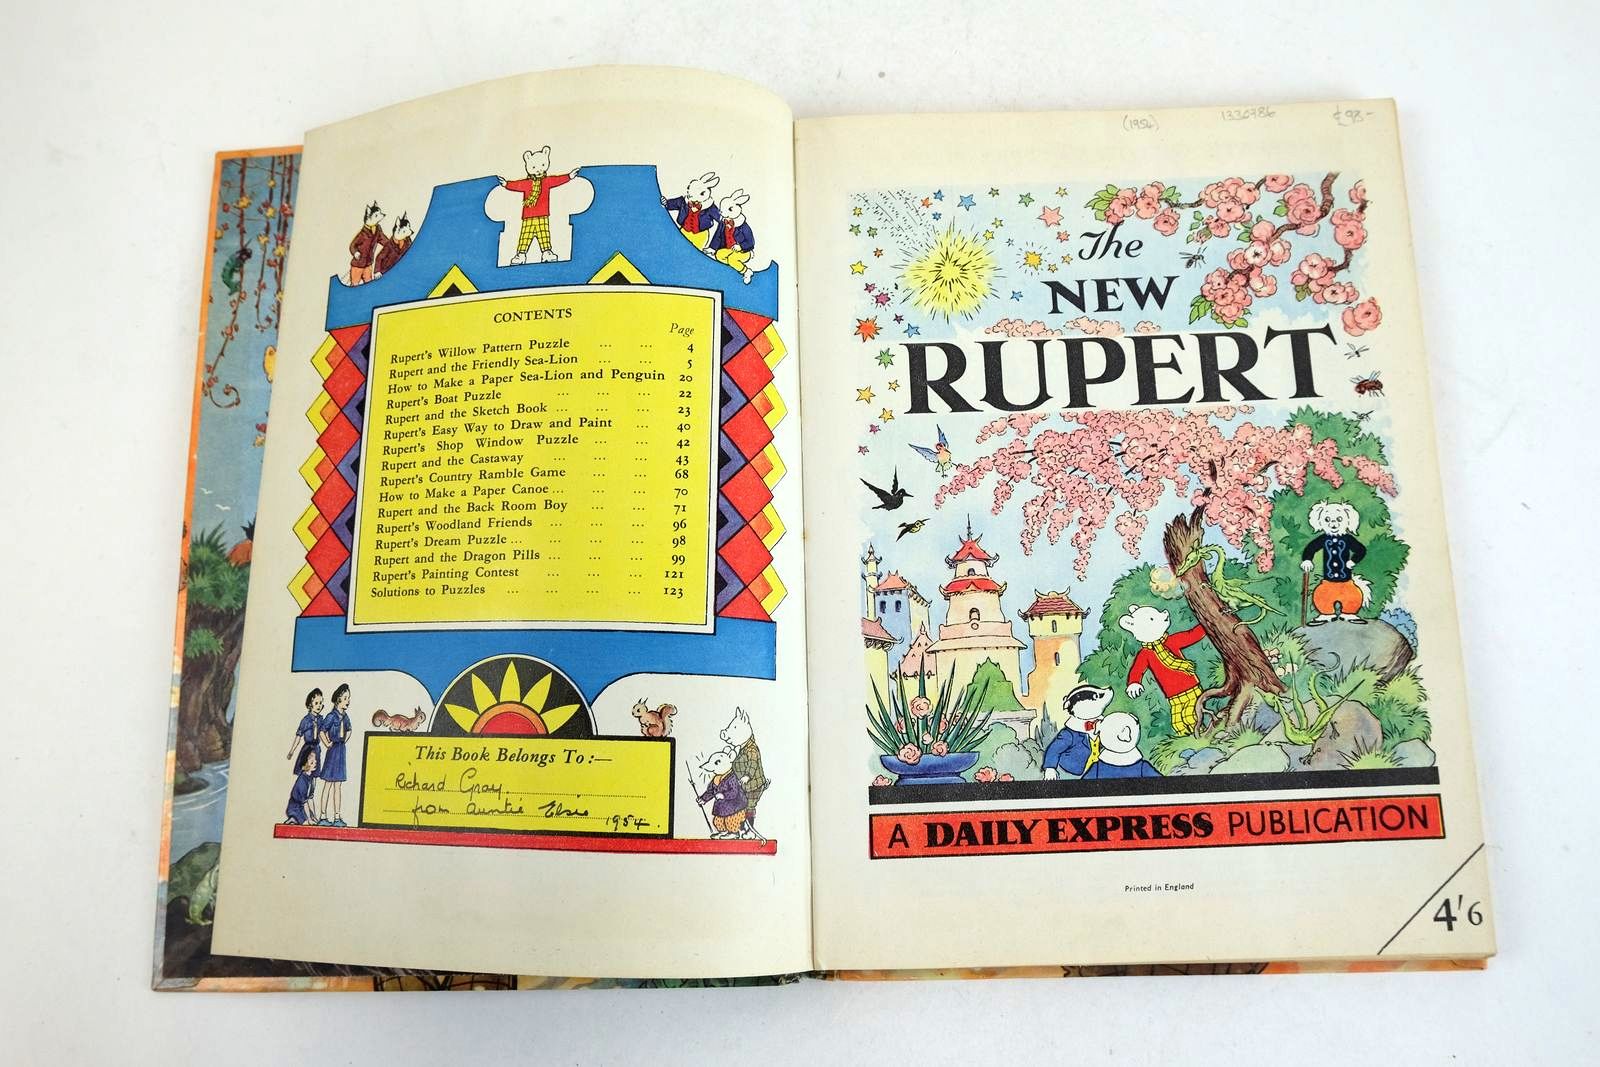 CONTENTS
Page
Rupert's Willow Pattern Puzzle ... ... 4
Rupert and the Friendly Sea-Lion ... ... 5
How to Make a Paper Sea-Lion and Penguin 20
Rupert's Boat Puzzle ... ... ... 22
Rupert and the Sketch Book ... ... ... 23
Rupert's Easy Way to Draw and Paint ... 40
Rupert's Shop Window Puzzle ... ... 42
Rupert and the Castaway ... ... ... 43
Rupert's Country Ramble Game ... ... 68
How to Make a Paper Canoe ... ... ... 70
Rupert and the Back Room Boy ... ... 71
Rupert's Woodland Friends ... ... ... 96
Rupert's Dream Puzzle ... ... ... 98
Rupert and the Dragon Pills ... ... ... 99
Rupert's Painting Contest ... ... ... 121
Solutions to Puzzles ... ... ... ... 123
This Book Belongs To:—
Richard Gray.
from Auntie Elsie 1954.
(1954) 1330786 £98-
The
NEW
RUPERT
A DAILY EXPRESS PUBLICATION
Printed in England
4'6